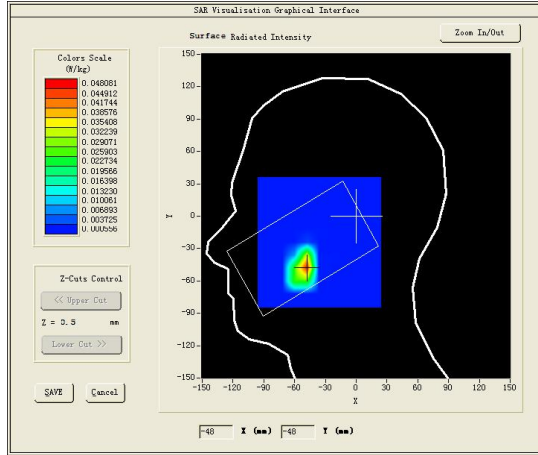 SAR Visualisation Graphical Interface
Surface Radiated Intensity
Zoom In/Out
Colors Scale
(W/kg)
0.048081
0.044912
0.041744
0.038576
0.035408
0.032239
0.029071
0.025903
0.022734
0.019566
0.016398
0.013230
0.010061
0.006893
0.003725
0.000556
Z-Cuts Control
<< Upper Cut
Z = 3.5 mm
Lower Cut >>
SAVE
Cancel
150
120
90
60
30
0
-30
-60
-90
-120
-150
Y
-150 -120 -90 -60 -30 0 30 60 90 120 150
X
-48 X (mm) -48 Y (mm)